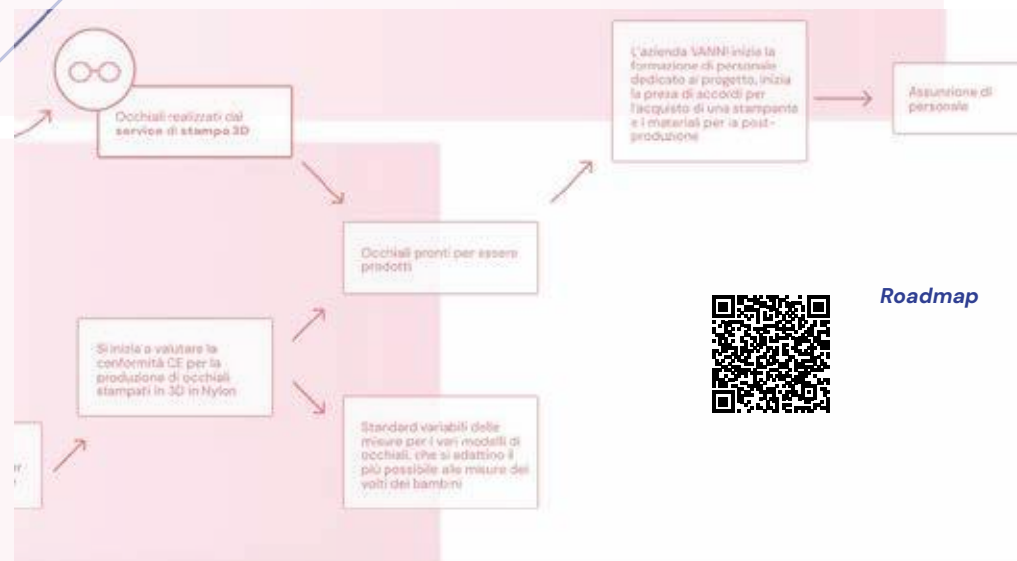 Occhiali realizzati dal
service di stampa 3D
L'azienda VANNI inizia la
formazione di personale
dedicato al progetto, inizia
la presa di accordi per
l'acquisto di una stampante
e i materiali per la post-
produzione
Assunzione di
personale
Occhiali pronti per essere
prodotti
Roadmap
Si inizia a valutare la
conformità CE per la
produzione di occhiali
stampati in 3D in Nylon
Standard variabili delle
misure per i vari modelli di
occhiali, che si adattino il
più possibile alle misure dei
volti dei bambini